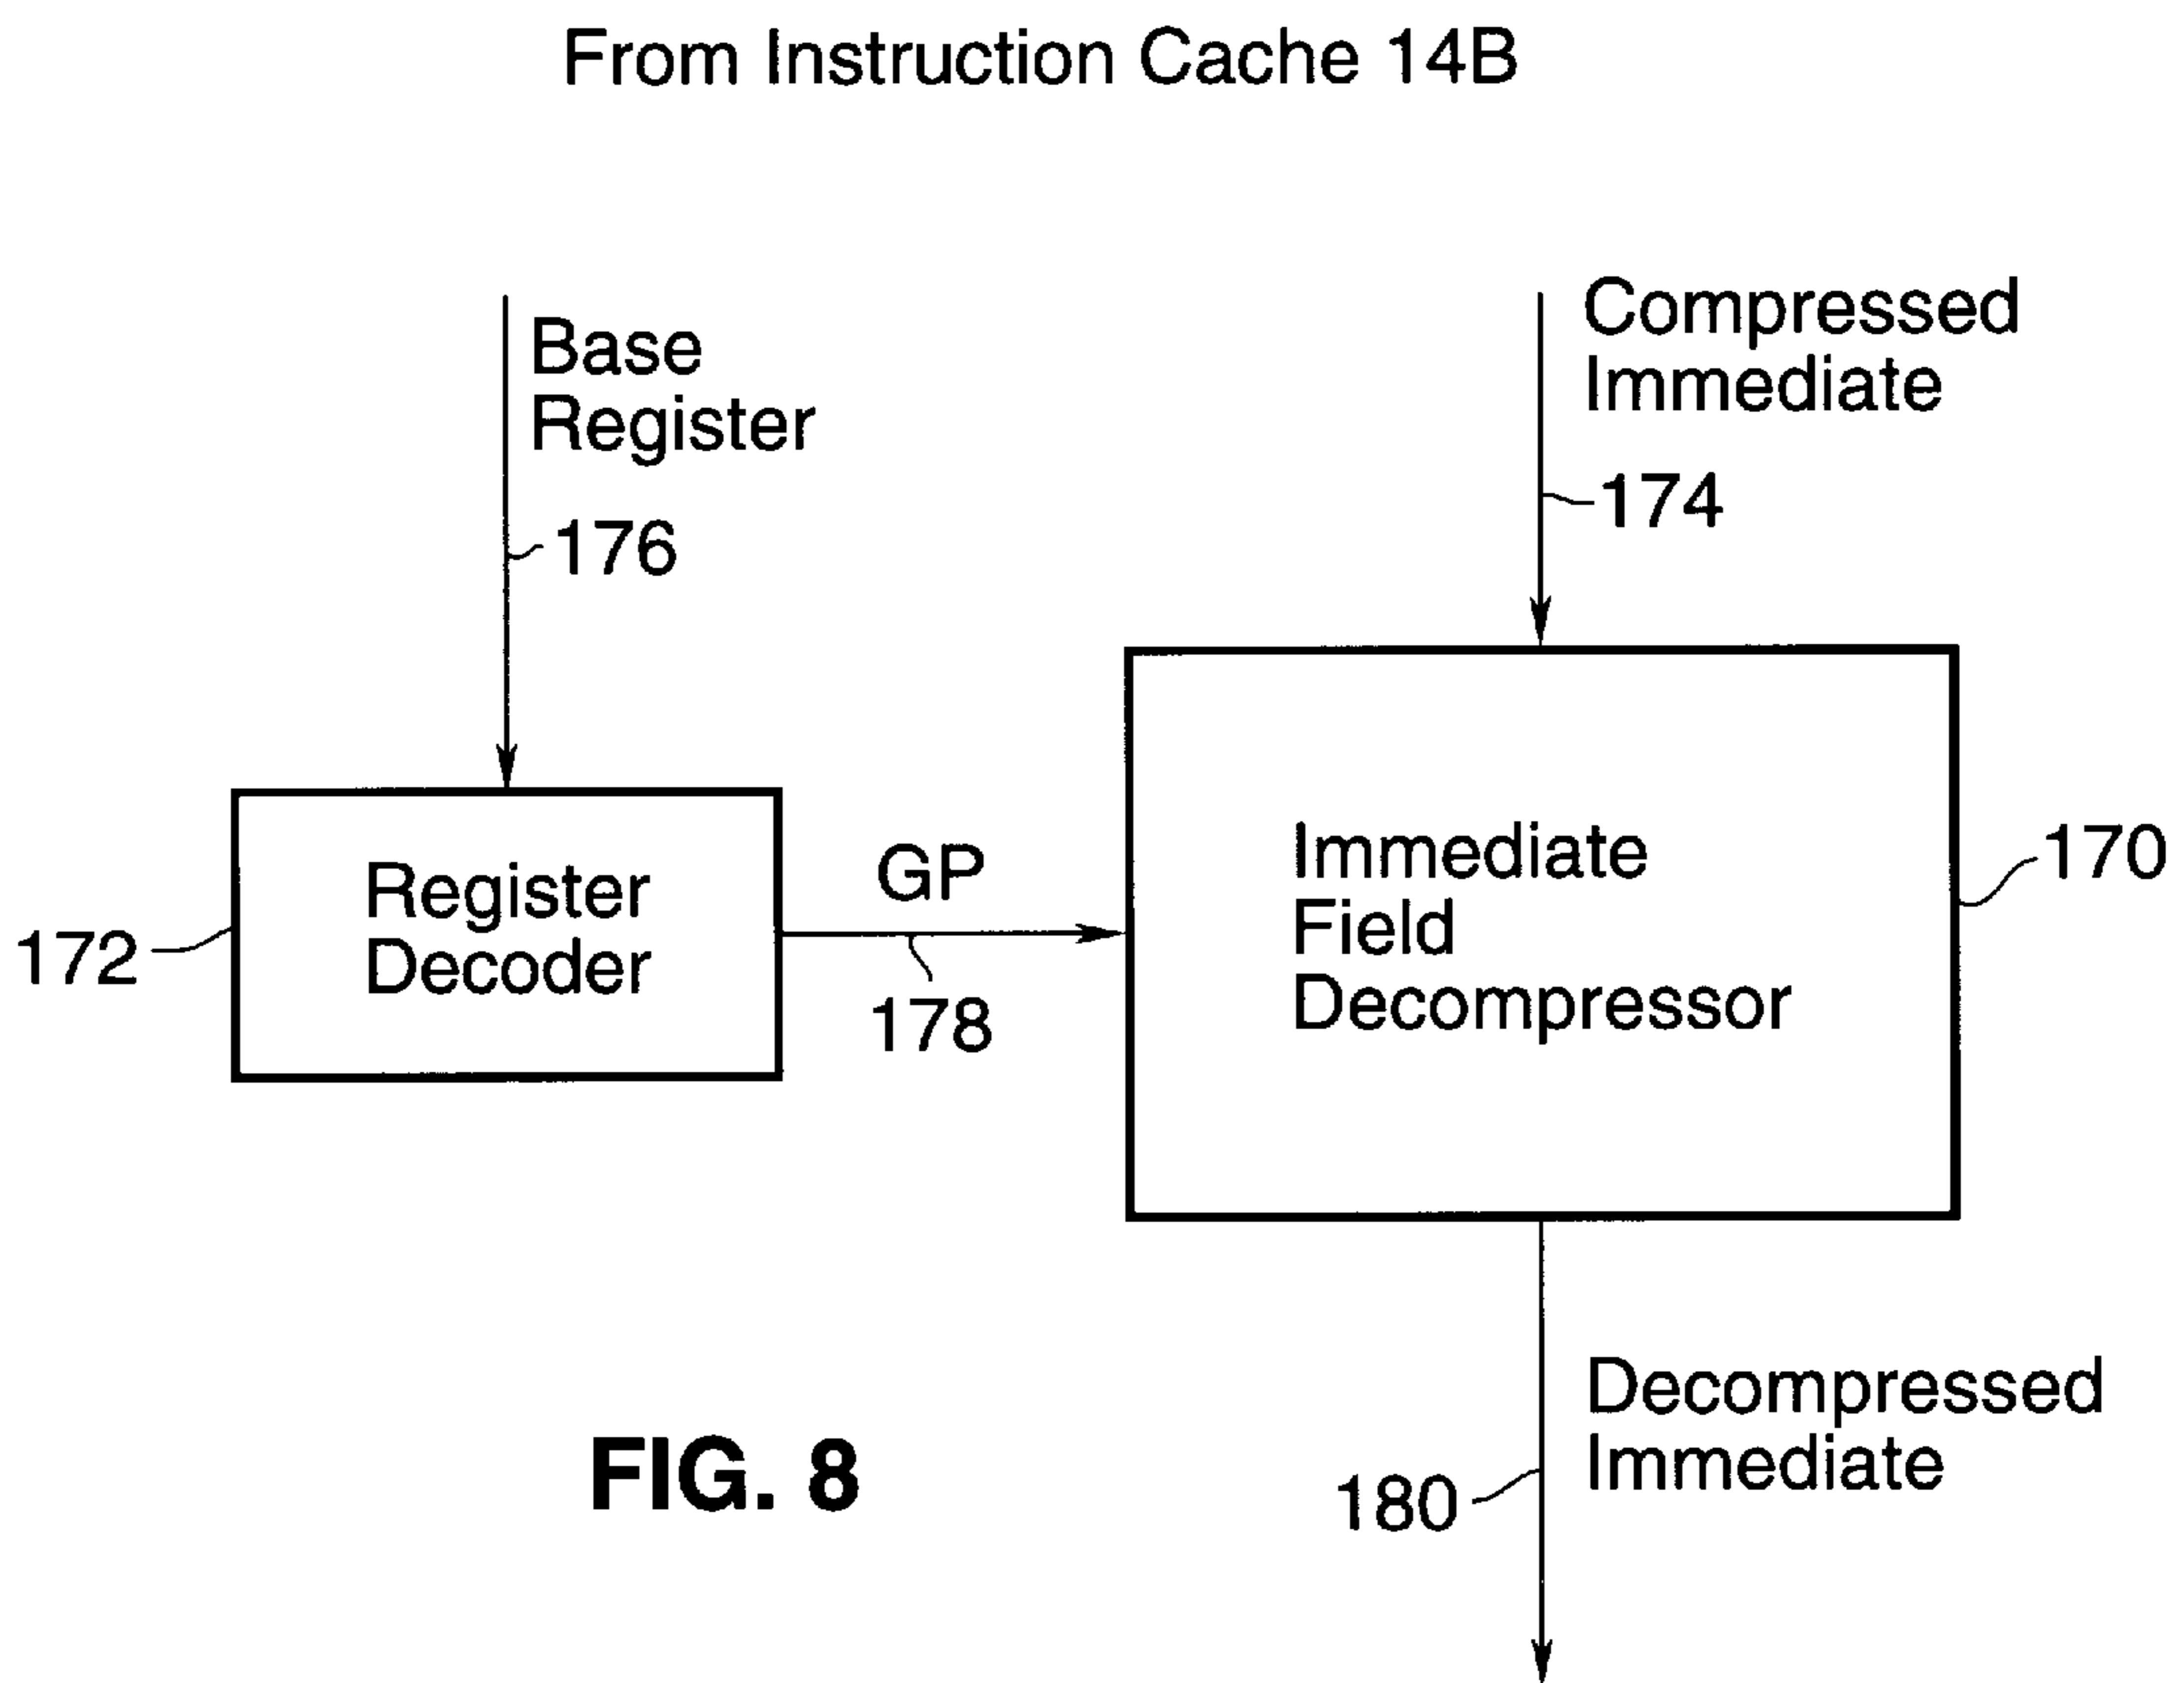 From Instruction Cache 14B
Base
Register
176
Compressed
Immediate
174
Register
Decoder
172
GP
178
Immediate
Field
Decompressor
170
Decompressed
Immediate
180
FIG. 8